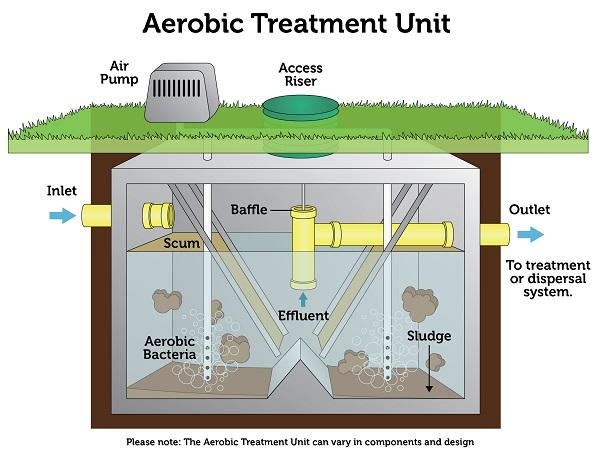 Aerobic Treatment Unit
Air
Pump
Access
Riser
Inlet
Baffle
Outlet
Scum
To treatment
or dispersal
system.
Effluent
Aerobic
Bacteria
Sludge
Please note: The Aerobic Treatment Unit can vary in components and design